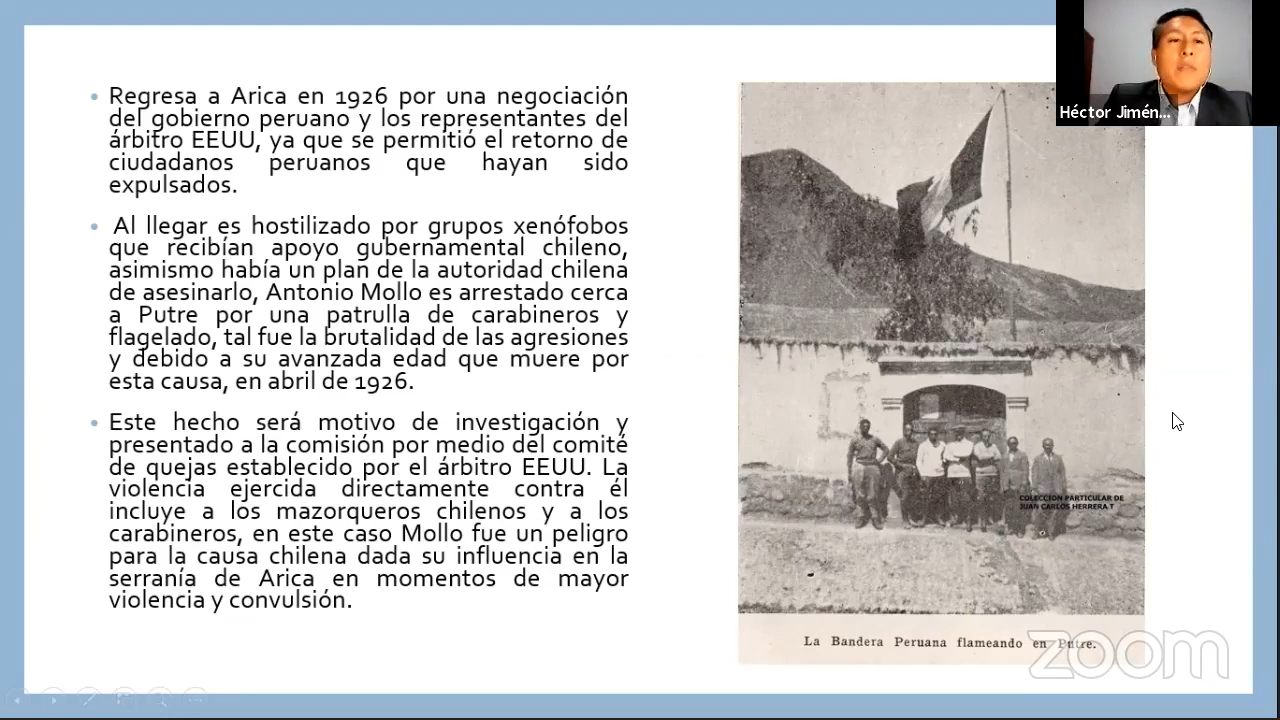 • Regresa a Arica en 1926 por una negociación
del gobierno peruano y los representantes del
árbitro EEUU, ya que se permitió el retorno de
ciudadanos peruanos que hayan sido
expulsados.
• Al llegar es hostilizado por grupos xenófobos
que recibían apoyo gubernamental chileno,
asimismo había un plan de la autoridad chilena
de asesinarlo, Antonio Mollo es arrestado cerca
a Putre por una patrulla de carabineros y
flagelado, tal fue la brutalidad de las agresiones
y debido a su avanzada edad que muere por
esta causa, en abril de 1926.
• Este hecho será motivo de investigación y
presentado a la comisión por medio del comité
de quejas establecido por el árbitro EEUU. La
violencia ejercida directamente contra él
incluye a los mazorqueros chilenos y a los
carabineros, en este caso Mollo fue un peligro
para la causa chilena dada su influencia en la
serranía de Arica en momentos de mayor
violencia y convulsión.
Héctor Jimén...
COLECCION PARTICULAR DE
JUAN CARLOS HERRERA T
La Bandera Peruana flameando en Putre.
zoom